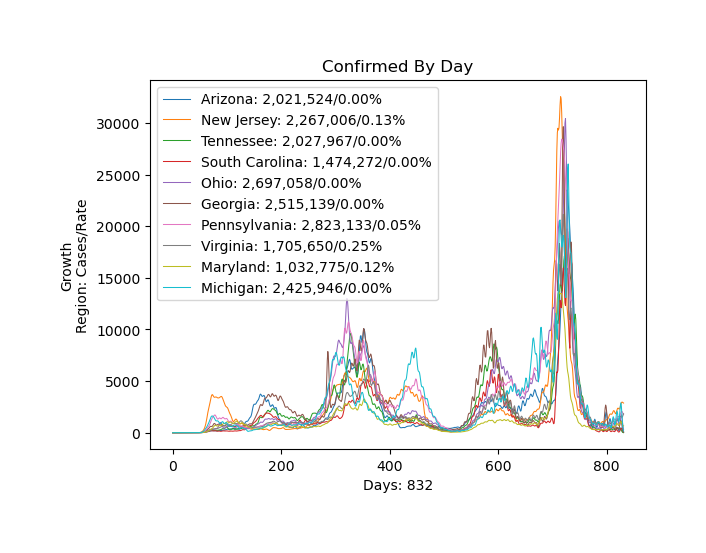 Confirmed By Day
Arizona: 2,021,524/0.00%
New Jersey: 2,267,006/0.13%
Tennessee: 2,027,967/0.00%
South Carolina: 1,474,272/0.00%
Ohio: 2,697,058/0.00%
Georgia: 2,515,139/0.00%
Pennsylvania: 2,823,133/0.05%
Virginia: 1,705,650/0.25%
Maryland: 1,032,775/0.12%
Michigan: 2,425,946/0.00%
Growth
Region: Cases/Rate
30000
25000
20000
15000
10000
5000
0
0 200 400 600 800
Days: 832